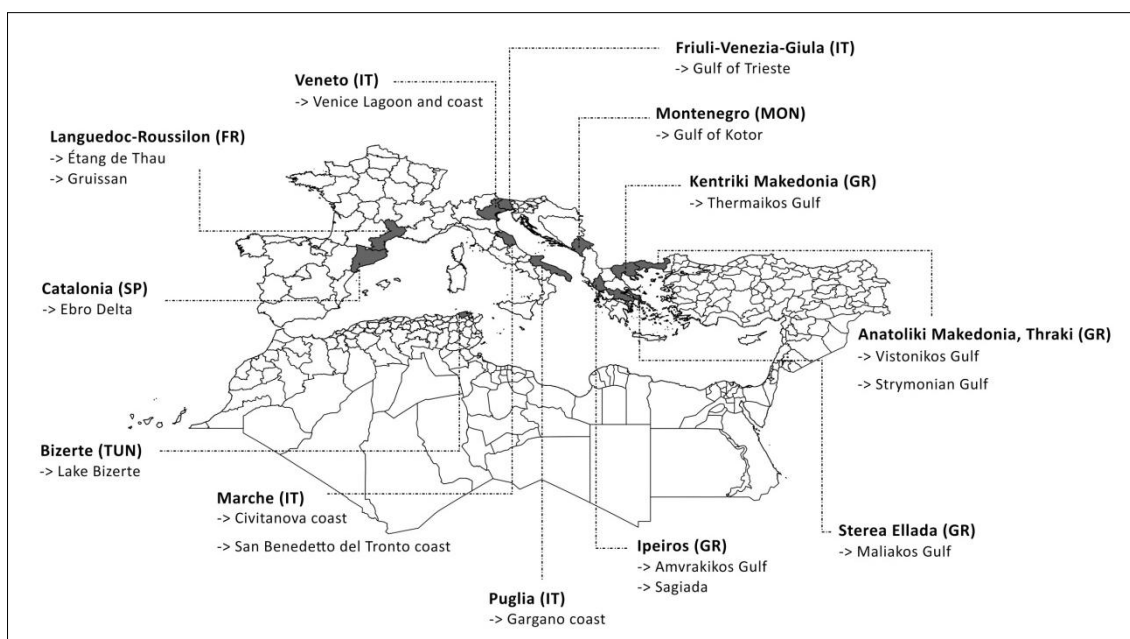 Friuli-Venezia-Giula (IT)
-> Gulf of Trieste
Veneto (IT)
-> Venice Lagoon and coast
Montenegro (MON)
-> Gulf of Kotor
Languedoc-Roussilon (FR)
-> Étang de Thau
-> Gruissan
Kentriki Makedonia (GR)
-> Thermaikos Gulf
Catalonia (SP)
-> Ebro Delta
Anatoliki Makedonia, Thraki (GR)
-> Vistonikos Gulf
-> Strymonian Gulf
Bizerte (TUN)
-> Lake Bizerte
Marche (IT)
-> Civitanova coast
-> San Benedetto del Tronto coast
Sterea Ellada (GR)
-> Maliakos Gulf
Ipeiros (GR)
-> Amvrakikos Gulf
-> Sagiada
Puglia (IT)
-> Gargano coast